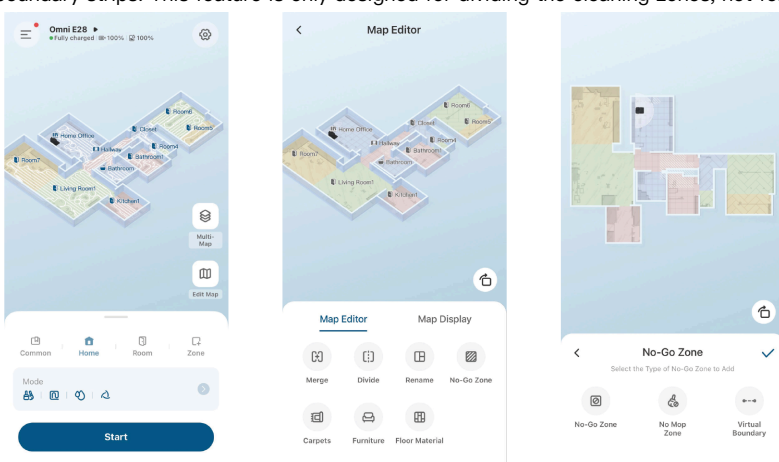 boundary strips. This feature is only designed for dividing the cleaning zones, not
Omni E28
Fully charged 100% 100%
Room6
Closet
Room5
Home Office
Hallway
Room4
Bathroom1
Room7
Bathroom
Living Room1
Kitchen1
Multi-
Map
Edit Map
Common
Home
Room
Zone
Mode
Start
Map Editor
Room6
Closet
Room5
Home Office
Hallway
Room4
Bathroom1
Room7
Bathroom
Living Room1
Kitchen1
Map Editor
Map Display
Merge
Divide
Rename
No-Go Zone
Carpets
Furniture
Floor Material
No-Go Zone
Select the Type of No-Go Zone to Add
No-Go Zone
No Mop
Zone
Virtual
Boundary